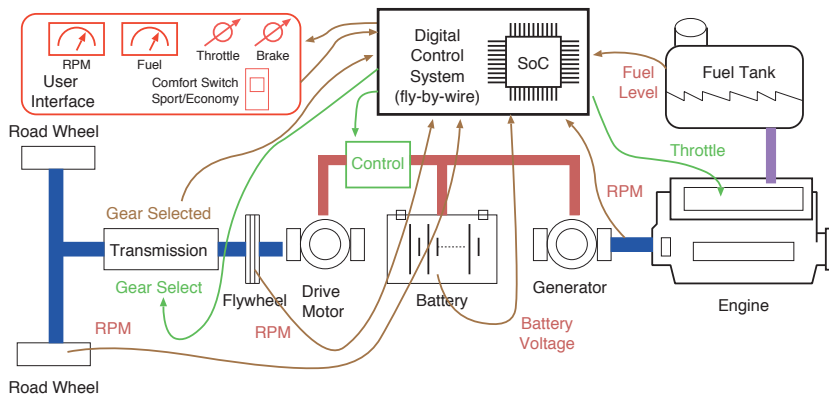 RPM
Fuel
Throttle
Brake
User
Interface
Comfort Switch
Sport/Economy
Digital
Control
System
(fly-by-wire)
SoC
Fuel
Level
Fuel Tank
Road Wheel
Control
Throttle
RPM
Gear Selected
Transmission
Gear Select
Flywheel
Drive
Motor
Battery
Generator
Engine
RPM
RPM
Battery
Voltage
Road Wheel